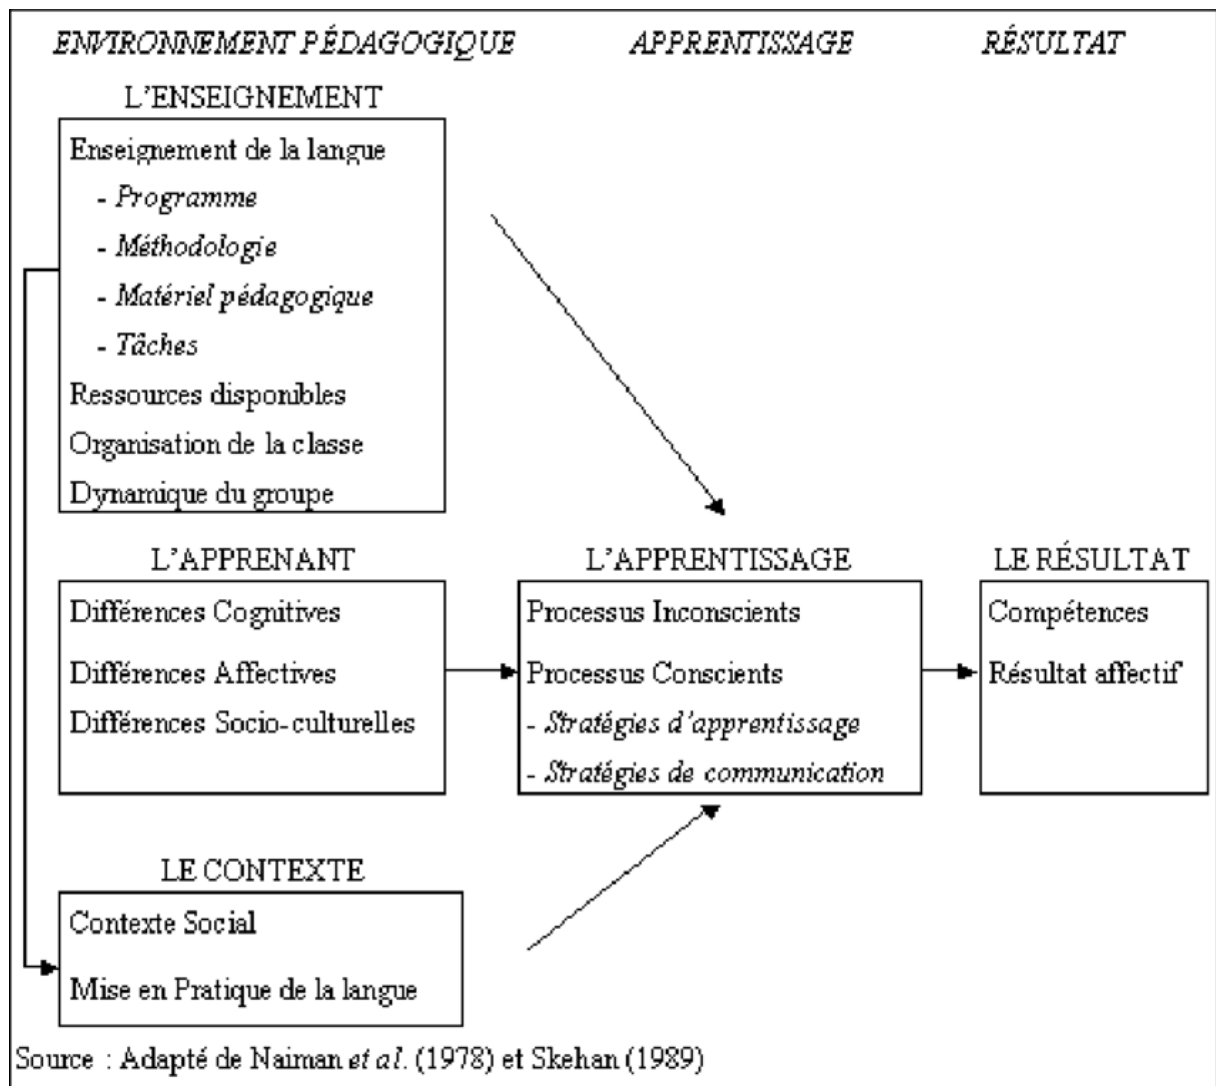 ENVIRONNEMENT PÉDAGOGIQUE
APPRENTISSAGE
RÉSULTAT
L'ENSEIGNEMENT
Enseignement de la langue
- Programme
- Méthodologie
- Matériel pédagogique
- Tâches
Ressources disponibles
Organisation de la classe
Dynamique du groupe
L'APPRENANT
Différences Cognitives
Différences Affectives
Différences Socio-culturelles
L'APPRENTISSAGE
Processus Inconscients
Processus Conscients
- Stratégies d'apprentissage
- Stratégies de communication
LE RÉSULTAT
Compétences
Résultat affectif
LE CONTEXTE
Contexte Social
Mise en Pratique de la langue
Source : Adapté de Naiman et al. (1978) et Skehan (1989)